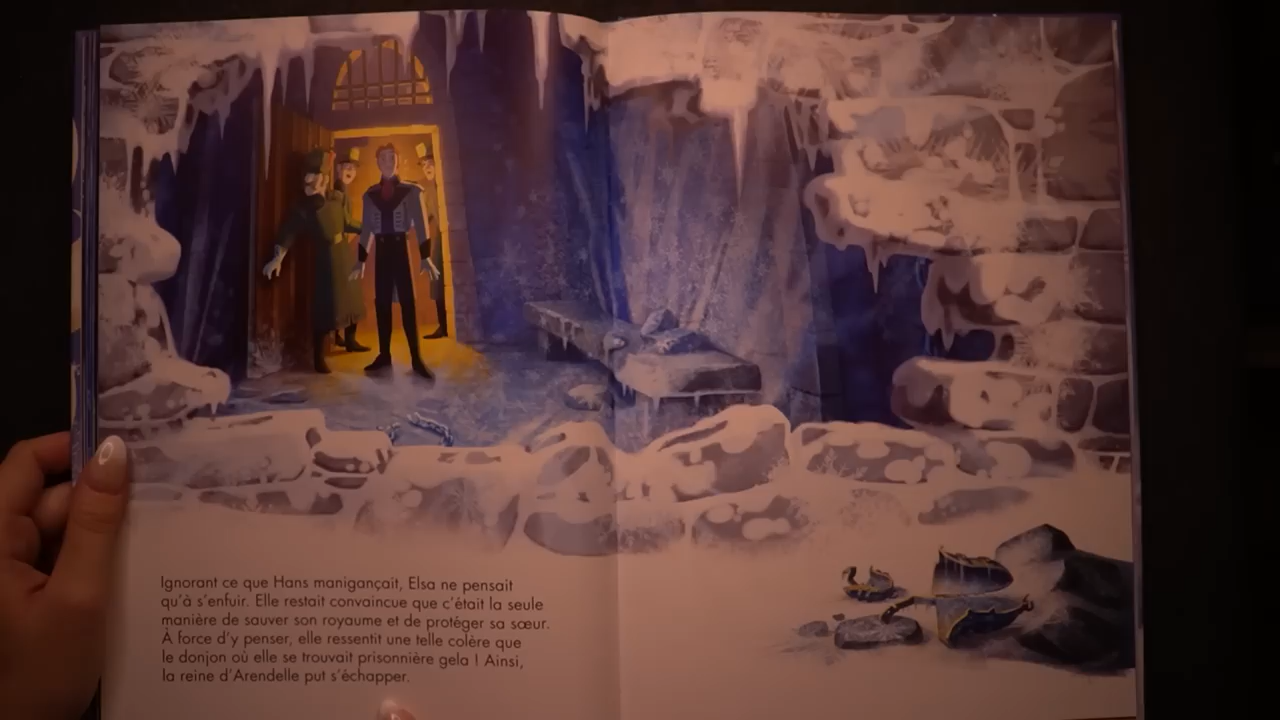 Ignorant ce que Hans manigançait, Elsa ne pensait
qu'à s'enfuir. Elle restait convaincue que c'était la seule
manière de sauver son royaume et de protéger sa sœur.
À force d'y penser, elle ressentit une telle colère que
le donjon où elle se trouvait prisonnière gela ! Ainsi,
la reine d'Arendelle put s'échapper.